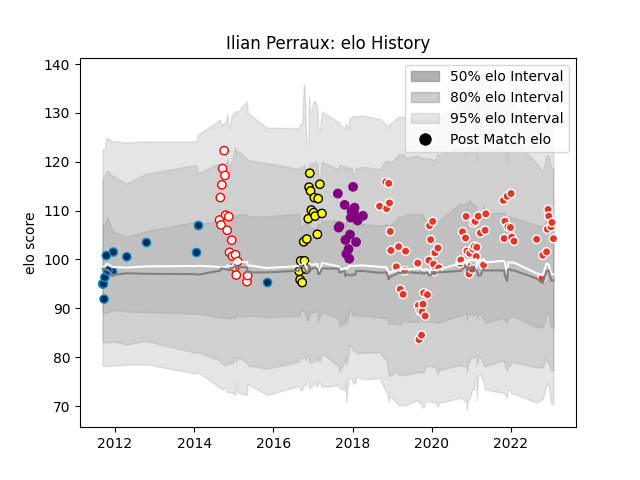 Ilian Perraux: elo History
140
130
120
110
100
90
80
70
elo score
50% elo Interval
80% elo Interval
95% elo Interval
Post Match elo
2012
2014
2016
2018
2020
2022